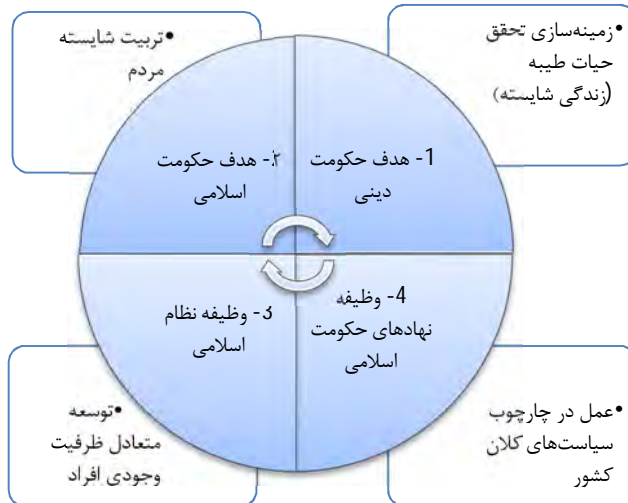 •زمینه‌سازی تحقق
حیات طیبه
(زندگی شایسته)
•تربیت شایسته
مردم
1- هدف حکومت
دینی
۲- هدف حکومت
اسلامی
3- وظیفه نظام
اسلامی
4- وظیفه
نهادهای حکومت
اسلامی
•توسعه
متعادل ظرفیت
وجودی افراد
•عمل در چارچوب
سیاست‌های کلان
کشور